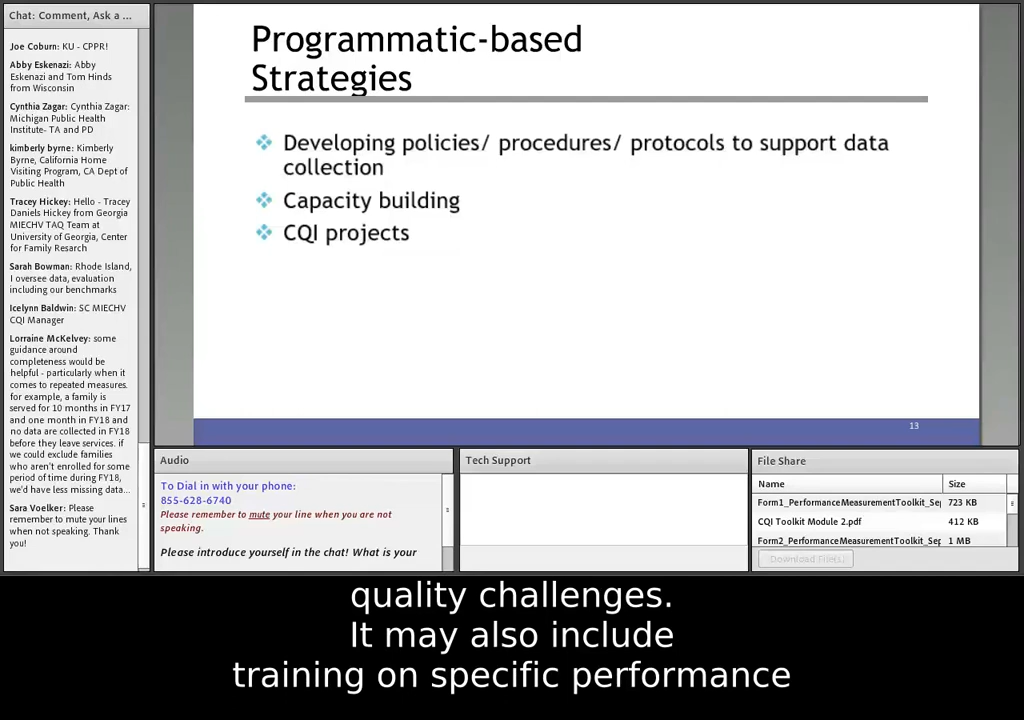 Chat: Comment, Ask a ...
Joe Coburn: KU - CPPR!
Abby Eskenazi: Abby
Eskenazi and Tom Hinds
from Wisconsin
Cynthia Zagar: Cynthia Zagar:
Michigan Public Health
Institute- TA and PD
kimberly byrne: Kimberly
Byrne, California Home
Visiting Program, CA Dept of
Public Health
Tracey Hickey: Hello - Tracey
Daniels Hickey from Georgia
MIECHV TAQ Team at
University of Georgia, Center
for Family Resarch
Sarah Bowman: Rhode Island,
I oversee data, evaluation
including our benchmarks
Icelynn Baldwin: SC MIECHV
CQI Manager
Lorraine McKelvey: some
guidance around
completeness would be
helpful - particularly when it
comes to repeated measures.
for example, a family is
served for 10 months in FY17
and one month in FY18 and
no data are collected in FY18
before they leave services. if
we could exclude families
who aren't enrolled for some
period of time during FY18,
we'd have less missing data...
Sara Voelker: Please
remember to mute your lines
when not speaking. Thank
you!
Programmatic-based
Strategies
Developing policies/ procedures/ protocols to support data
collection
Capacity building
CQI projects
13
Audio
To Dial in with your phone:
855-628-6740
Please remember to mute your line when you are not
speaking.
Please introduce yourself in the chat! What is your
Tech Support
File Share
Name Size
Form1_PerformanceMeasurementToolkit_Sep 723 KB
CQI Toolkit Module 2.pdf 412 KB
Form2_PerformanceMeasurementToolkit_Sep 1 MB
Download File(s)
quality challenges.
It may also include
training on specific performance